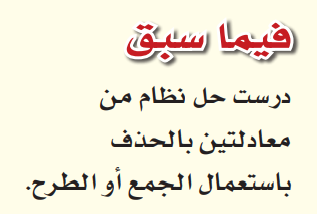 فيما سبق
درست حل نظام من
معادلتين بالحذف
باستعمال الجمع أو الطرح.